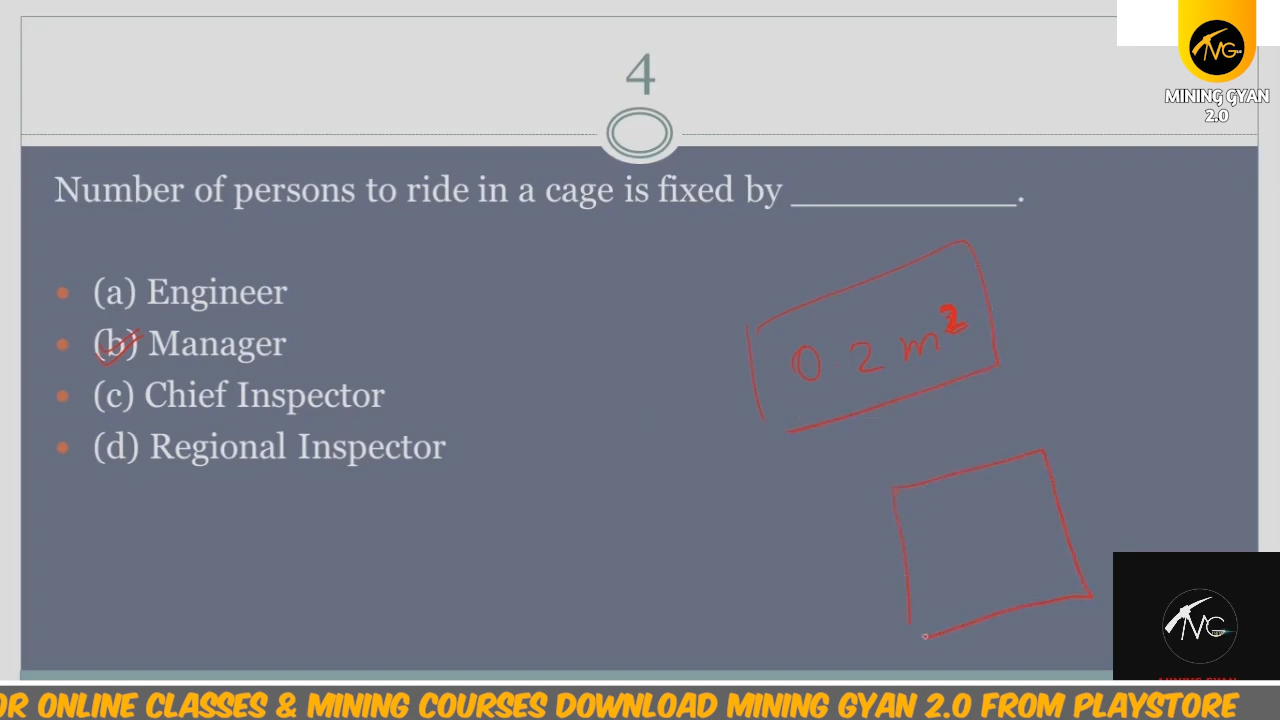 4
MINING GYAN
2.0
Number of persons to ride in a cage is fixed by ____________.
(a) Engineer
(b) Manager
(c) Chief Inspector
(d) Regional Inspector
0 2 m²
OR ONLINE CLASSES & MINING COURSES DOWNLOAD MINING GYAN 2.0 FROM PLAYSTORE